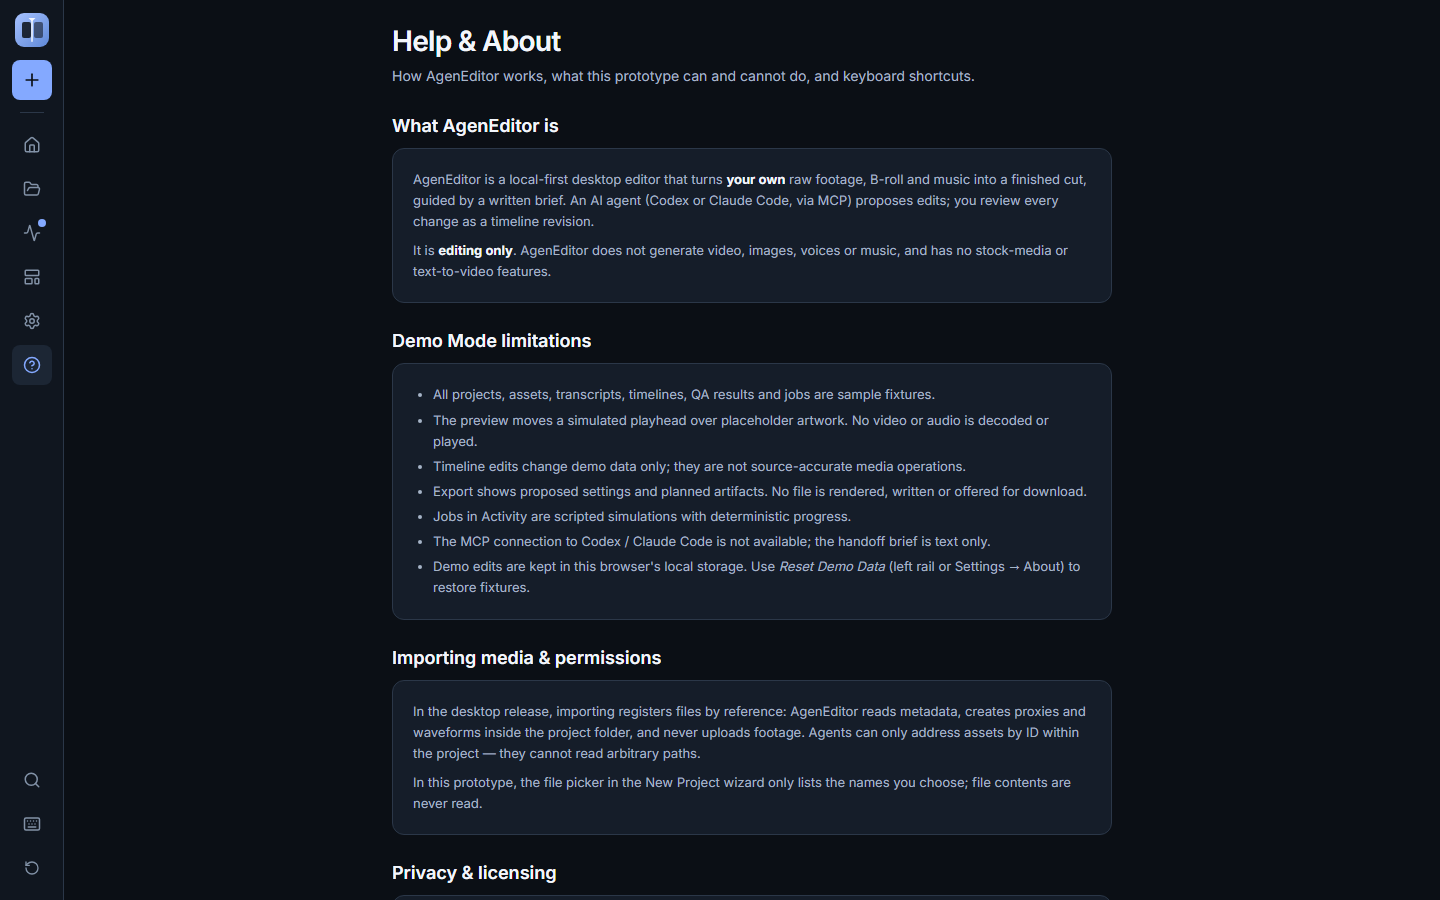 Help & About
How AgenEditor works, what this prototype can and cannot do, and keyboard shortcuts.
What AgenEditor is
AgenEditor is a local-first desktop editor that turns your own raw footage, B-roll and music into a finished cut,
guided by a written brief. An AI agent (Codex or Claude Code, via MCP) proposes edits; you review every
change as a timeline revision.
It is editing only. AgenEditor does not generate video, images, voices or music, and has no stock-media or
text-to-video features.
Demo Mode limitations
• All projects, assets, transcripts, timelines, QA results and jobs are sample fixtures.
• The preview moves a simulated playhead over placeholder artwork. No video or audio is decoded or
played.
• Timeline edits change demo data only; they are not source-accurate media operations.
• Export shows proposed settings and planned artifacts. No file is rendered, written or offered for download.
• Jobs in Activity are scripted simulations with deterministic progress.
• The MCP connection to Codex / Claude Code is not available; the handoff brief is text only.
• Demo edits are kept in this browser's local storage. Use Reset Demo Data (left rail or Settings → About) to
restore fixtures.
Importing media & permissions
In the desktop release, importing registers files by reference: AgenEditor reads metadata, creates proxies and
waveforms inside the project folder, and never uploads footage. Agents can only address assets by ID within
the project — they cannot read arbitrary paths.
In this prototype, the file picker in the New Project wizard only lists the names you choose; file contents are
never read.
Privacy & licensing